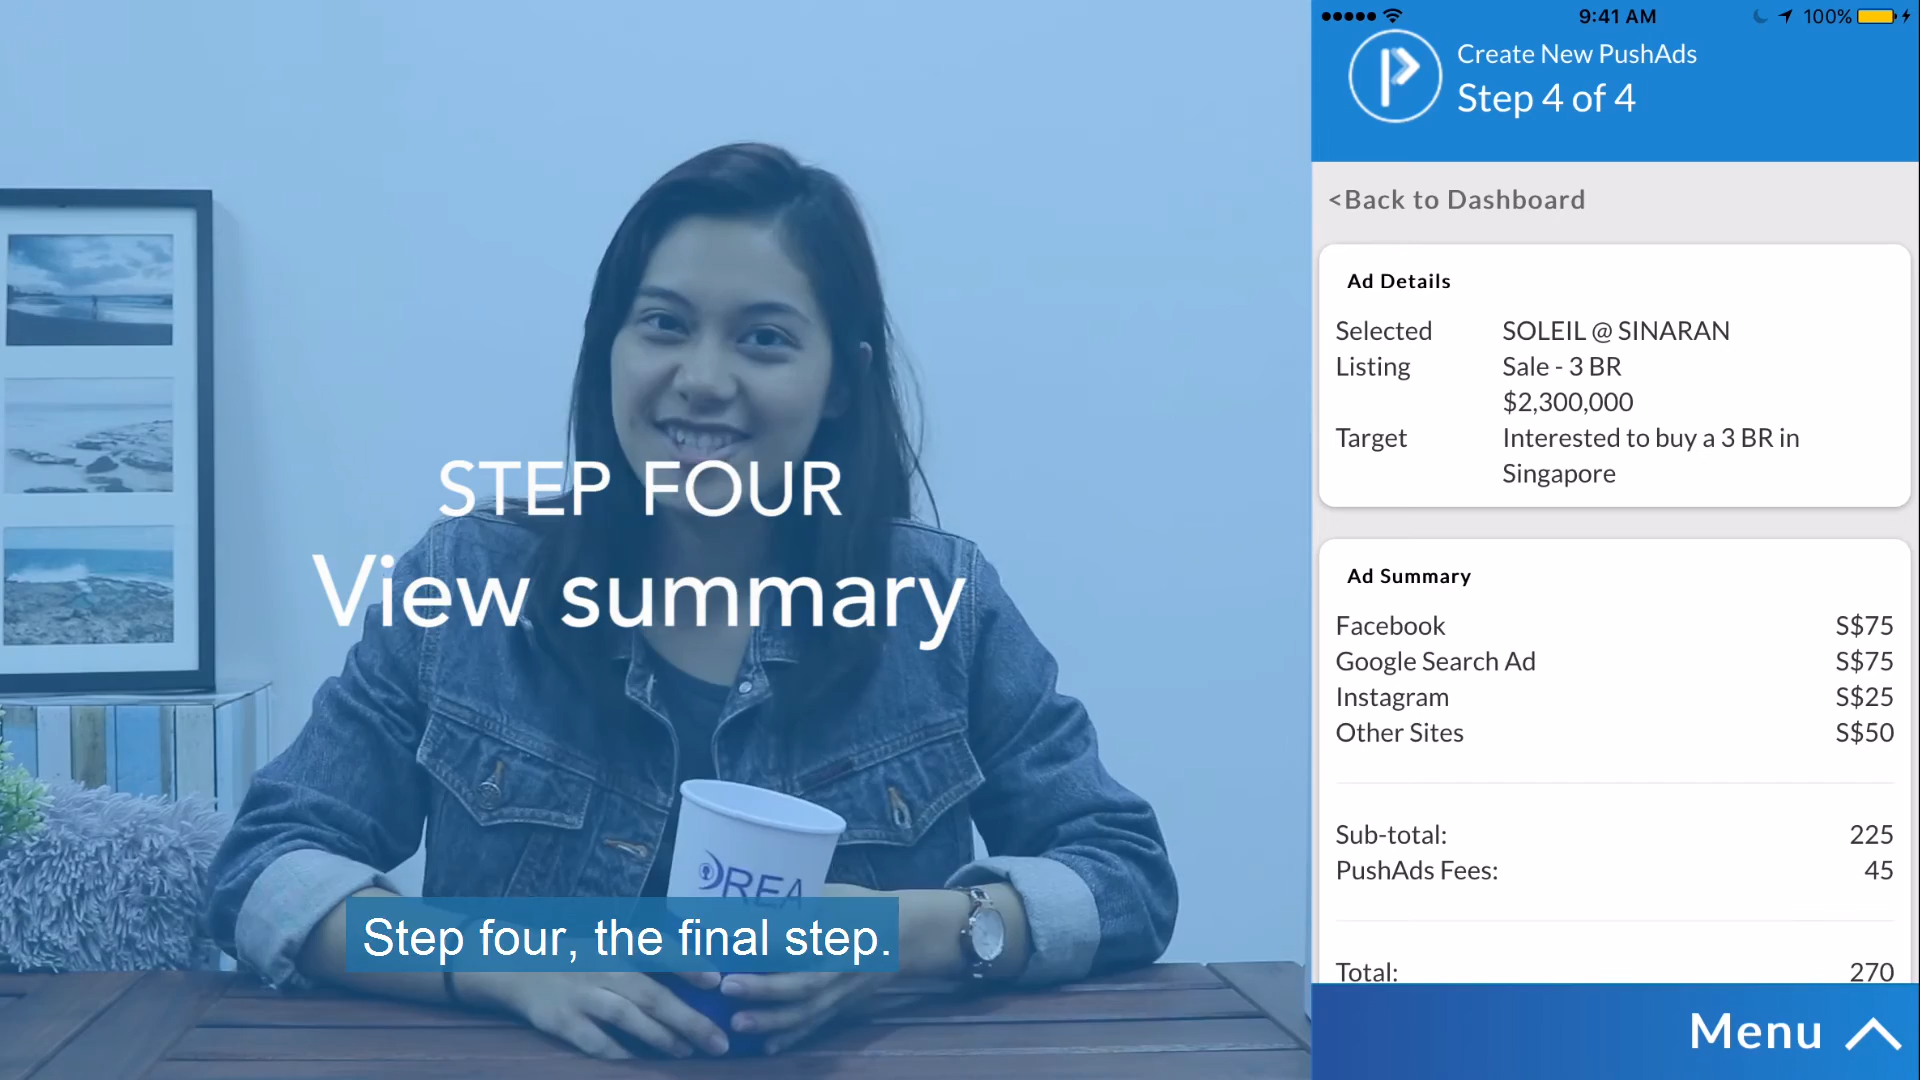 STEP FOUR
View summary
OREA
Step four, the final step.
9:41 AM
100%
Create New PushAds
Step 4 of 4
<Back to Dashboard
Ad Details
Selected Listing
SOLEIL @ SINARAN
Sale - 3 BR
$2,300,000
Target
Interested to buy a 3 BR in
Singapore
Ad Summary
Facebook S$75
Google Search Ad S$75
Instagram S$25
Other Sites S$50
Sub-total: 225
PushAds Fees: 45
Total: 270
Menu